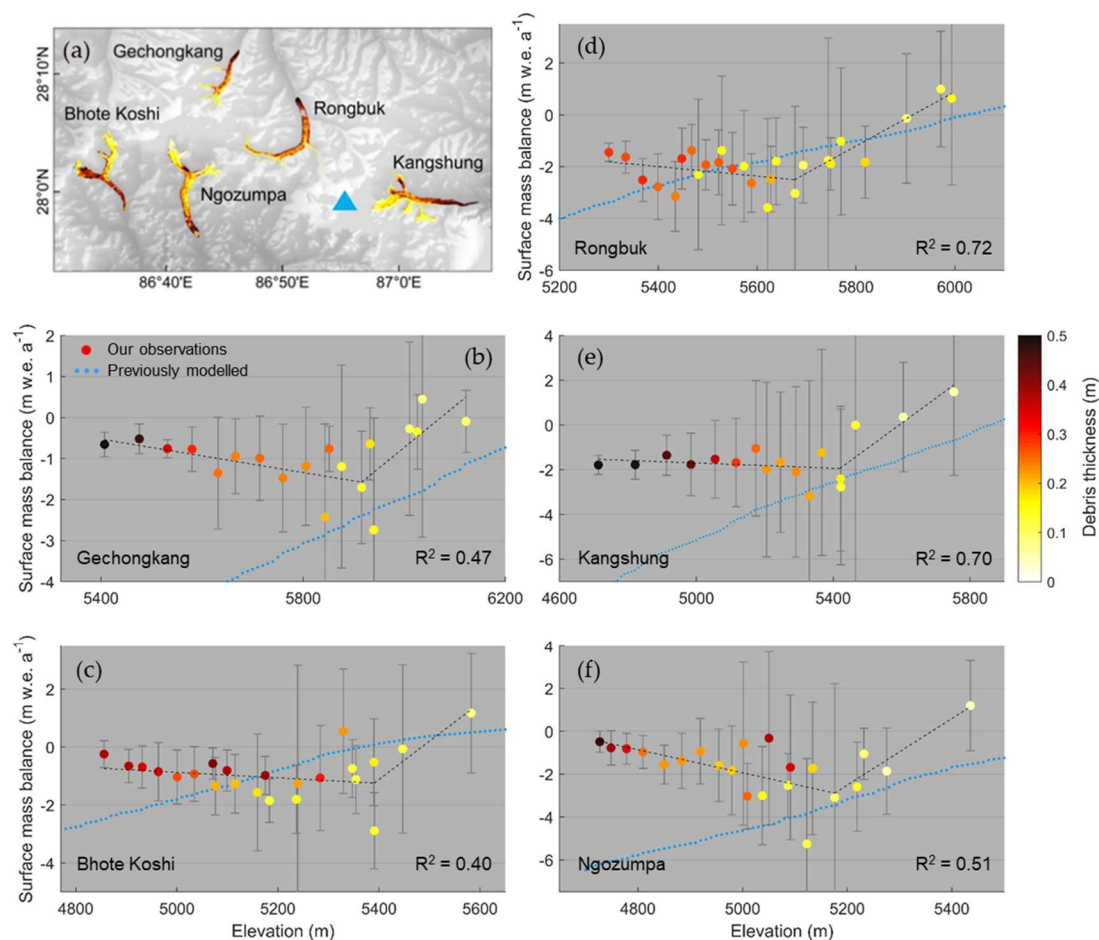 (a)
Gechongkang
Bhote Koshi
Rongbuk
Ngozumpa
Kangshung
28°10'N
28°0'N
86°40'E
86°50'E
87°0'E
(d)
Surface mass balance (m w.e. a⁻¹)
2
0
-2
-4
-6
Rongbuk
R² = 0.72
5200
5400
5600
5800
6000
(b)
Our observations
Previously modelled
Surface mass balance (m w.e. a⁻¹)
2
1
0
-1
-2
-3
-4
Gechongkang
R² = 0.47
5400
5800
6200
(e)
4
2
0
-2
-4
-6
Kangshung
R² = 0.70
4600
5000
5400
5800
0.5
0.4
0.3
0.2
0.1
0
Debris thickness (m)
(c)
Surface mass balance (m w.e. a⁻¹)
4
2
0
-2
-4
Bhote Koshi
R² = 0.40
4800
5000
5200
5400
5600
Elevation (m)
(f)
4
2
0
-2
-4
-6
Ngozumpa
R² = 0.51
4800
5000
5200
5400
Elevation (m)